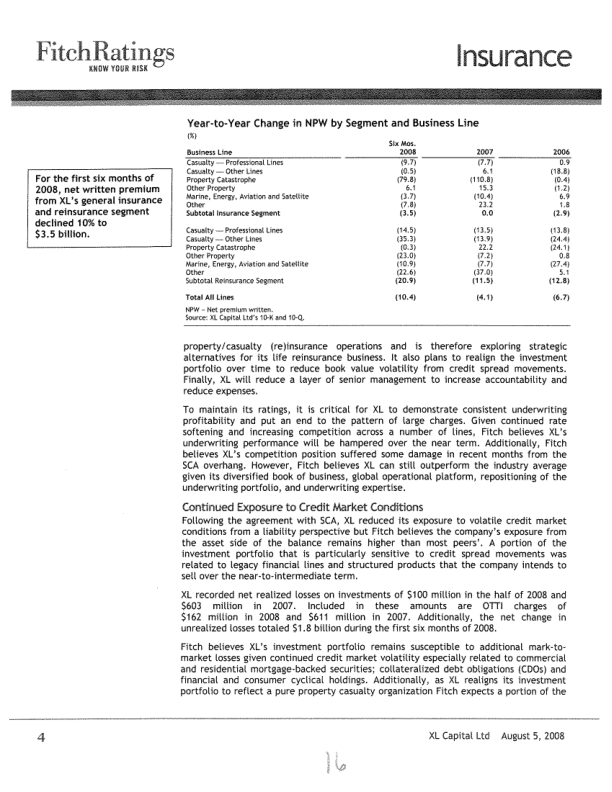 FitchRatings
KNOW YOUR RISK
Insurance
Year-to-Year Change in NPW by Segment and Business Line
(%)
Six Mos.
Business Line 2008 2007 2006
Casualty — Professional Lines (9.7) (7.7) 0.9
Casualty — Other Lines (0.5) 6.1 (18.8)
Property Catastrophe (79.8) (110.8) (0.4)
Other Property 6.1 15.3 (1.2)
Marine, Energy, Aviation and Satellite (3.7) (10.4) 6.9
Other (7.8) 23.2 1.8
Subtotal Insurance Segment (3.5) 0.0 (2.9)
Casualty — Professional Lines (14.5) (13.5) (13.8)
Casualty — Other Lines (35.3) (13.9) (24.4)
Property Catastrophe (0.3) 22.2 (24.1)
Other Property (23.0) (7.2) 0.8
Marine, Energy, Aviation and Satellite (10.9) (7.7) (27.4)
Other (22.6) (37.0) 5.1
Subtotal Reinsurance Segment (20.9) (11.5) (12.8)
Total All Lines (10.4) (4.1) (6.7)
NPW – Net premium written.
Source: XL Capital Ltd's 10-K and 10-Q.
For the first six months of
2008, net written premium
from XL's general insurance
and reinsurance segment
declined 10% to
$3.5 billion.
property/casualty (re)insurance operations and is therefore exploring strategic
alternatives for its life reinsurance business. It also plans to realign the investment
portfolio over time to reduce book value volatility from credit spread movements.
Finally, XL will reduce a layer of senior management to increase accountability and
reduce expenses.
To maintain its ratings, it is critical for XL to demonstrate consistent underwriting
profitability and put an end to the pattern of large charges. Given continued rate
softening and increasing competition across a number of lines, Fitch believes XL's
underwriting performance will be hampered over the near term. Additionally, Fitch
believes XL's competition position suffered some damage in recent months from the
SCA overhang. However, Fitch believes XL can still outperform the industry average
given its diversified book of business, global operational platform, repositioning of the
underwriting portfolio, and underwriting expertise.
Continued Exposure to Credit Market Conditions
Following the agreement with SCA, XL reduced its exposure to volatile credit market
conditions from a liability perspective but Fitch believes the company's exposure from
the asset side of the balance remains higher than most peers'. A portion of the
investment portfolio that is particularly sensitive to credit spread movements was
related to legacy financial lines and structured products that the company intends to
sell over the near-to-intermediate term.
XL recorded net realized losses on investments of $100 million in the half of 2008 and
$603 million in 2007. Included in these amounts are OTTI charges of
$162 million in 2008 and $611 million in 2007. Additionally, the net change in
unrealized losses totaled $1.8 billion during the first six months of 2008.
Fitch believes XL's investment portfolio remains susceptible to additional mark-to-
market losses given continued credit market volatility especially related to commercial
and residential mortgage-backed securities; collateralized debt obligations (CDOs) and
financial and consumer cyclical holdings. Additionally, as XL realigns its investment
portfolio to reflect a pure property casualty organization Fitch expects a portion of the
4
XL Capital Ltd August 5, 2008
16